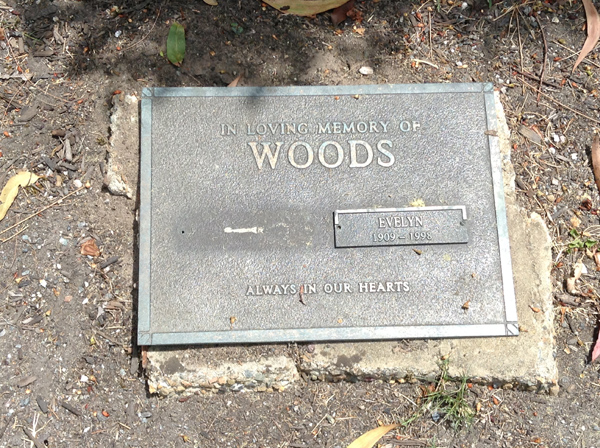 IN LOVING MEMORY OF
WOODS
EVELYN
1909 - 1998
ALWAYS IN OUR HEARTS